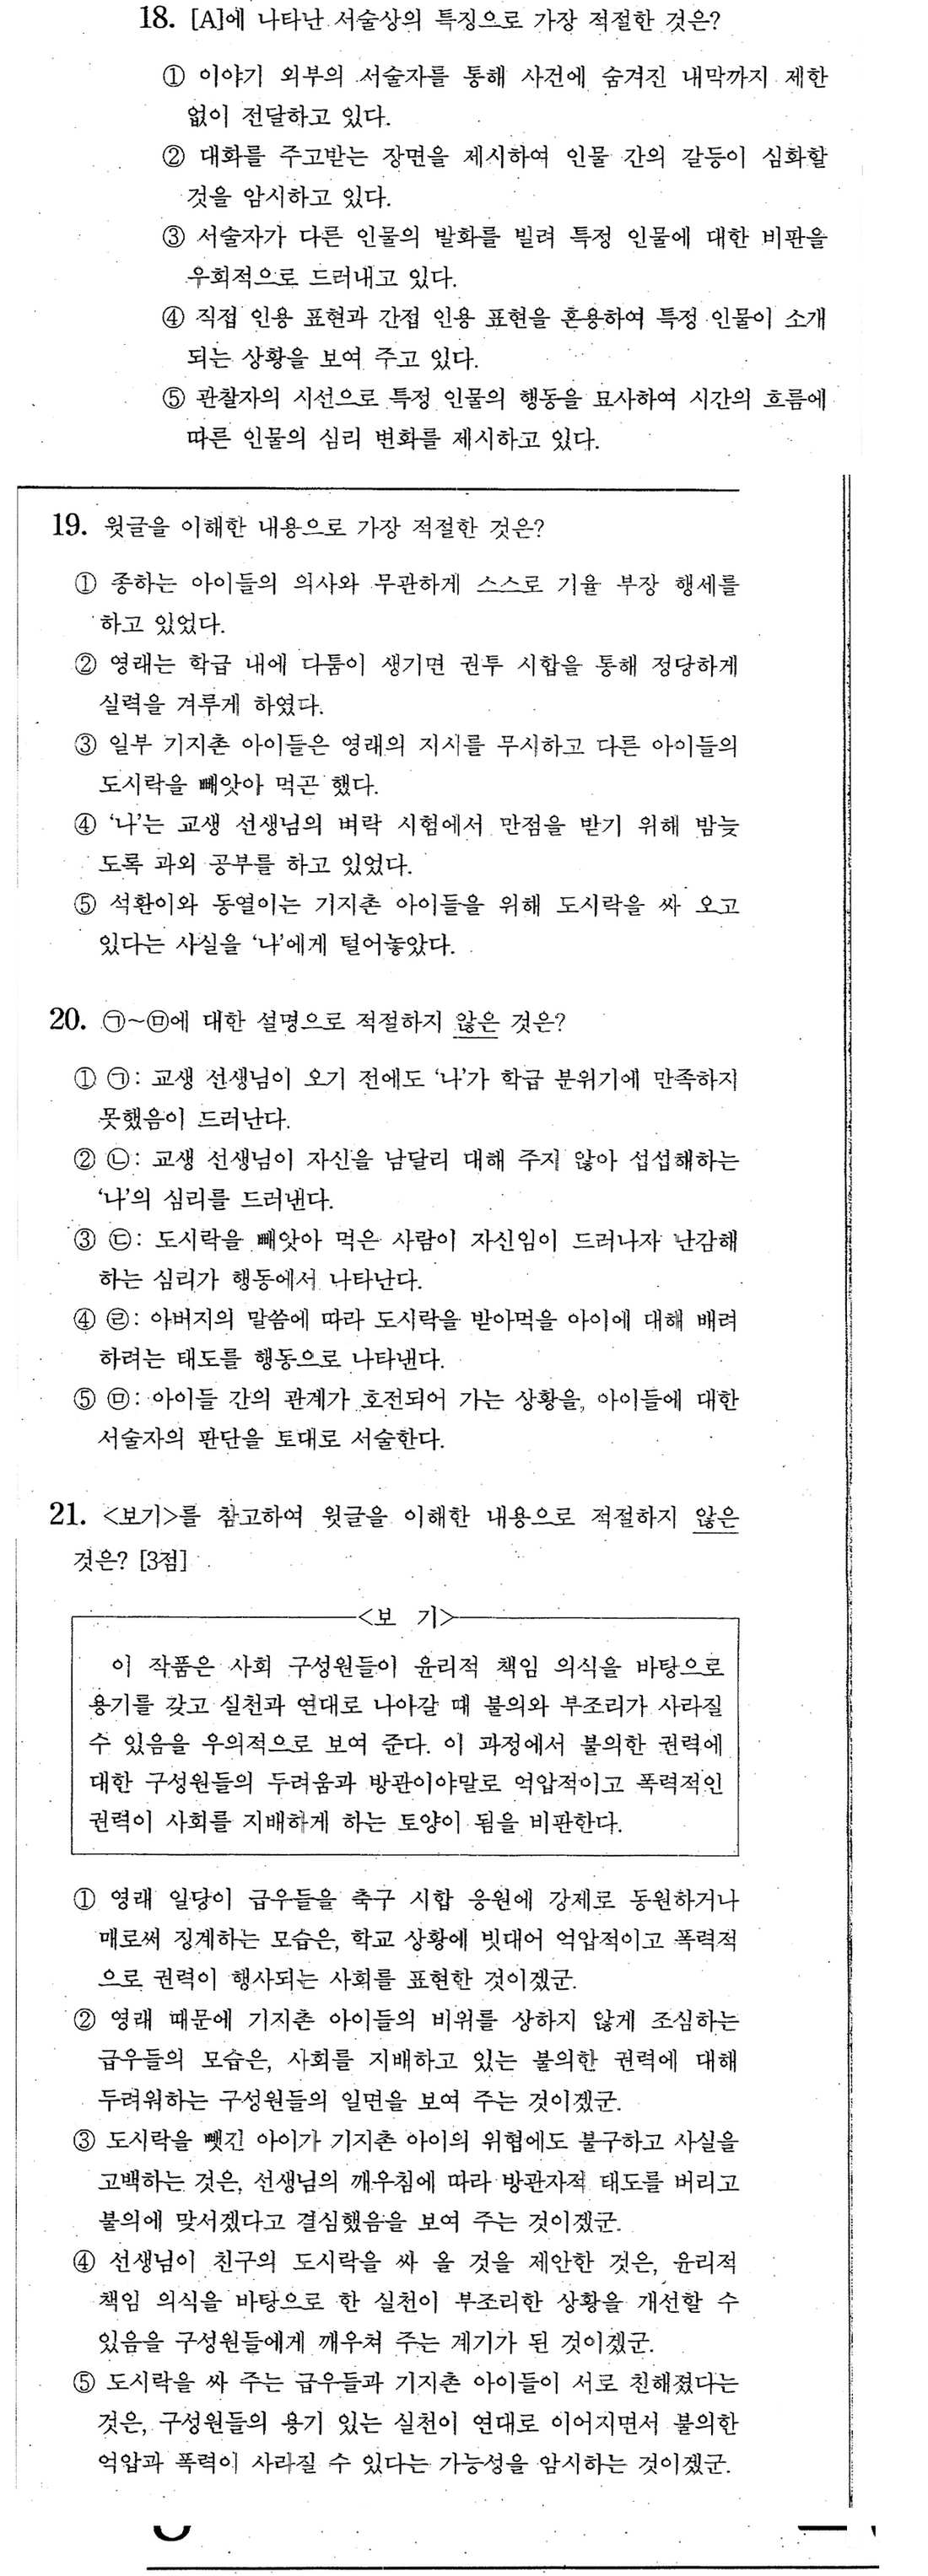 18. [A]에 나타난 서술상의 특징으로 가장 적절한 것은?
① 이야기 외부의 서술자를 통해 사건에 숨겨진 내막까지 제한
없이 전달하고 있다.
② 대화를 주고받는 장면을 제시하여 인물 간의 갈등이 심화할
것을 암시하고 있다.
③ 서술자가 다른 인물의 발화를 빌려 특정 인물에 대한 비판을
우회적으로 드러내고 있다.
④ 직접 인용 표현과 간접 인용 표현을 혼용하여 특정 인물이 소개
되는 상황을 보여 주고 있다.
⑤ 관찰자의 시선으로 특정 인물의 행동을 묘사하여 시간의 흐름에
따른 인물의 심리 변화를 제시하고 있다.
19. 윗글을 이해한 내용으로 가장 적절한 것은?
① 종하는 아이들의 의사와 무관하게 스스로 기율 부장 행세를
하고 있었다.
② 영래는 학급 내에 다툼이 생기면 권투 시합을 통해 정당하게
실력을 겨루게 하였다.
③ 일부 기지촌 아이들은 영래의 지시를 무시하고 다른 아이들의
도시락을 빼앗아 먹곤 했다.
④ ‘나’는 교생 선생님의 벼락 시험에서 만점을 받기 위해 밤늦
도록 과외 공부를 하고 있었다.
⑤ 석환이와 동열이는 기지촌 아이들을 위해 도시락을 싸 오고
있다는 사실을 ‘나’에게 털어놓았다.
20. ㉠~㉤에 대한 설명으로 적절하지 않은 것은?
① ㉠: 교생 선생님이 오기 전에도 ‘나’가 학급 분위기에 만족하지
못했음이 드러난다.
② ㉡: 교생 선생님이 자신을 남달리 대해 주지 않아 섭섭해하는
‘나’의 심리를 드러낸다.
③ ㉢: 도시락을 빼앗아 먹은 사람이 자신임이 드러나자 난감해
하는 심리가 행동에서 나타난다.
④ ㉣: 아버지의 말씀에 따라 도시락을 받아먹을 아이에 대해 배려
하려는 태도를 행동으로 나타낸다.
⑤ ㉤: 아이들 간의 관계가 호전되어 가는 상황을, 아이들에 대한
서술자의 판단을 토대로 서술한다.
21. <보기>를 참고하여 윗글을 이해한 내용으로 적절하지 않은
것은? [3점]
<보 기>
이 작품은 사회 구성원들이 윤리적 책임 의식을 바탕으로
용기를 갖고 실천과 연대로 나아갈 때 불의와 부조리가 사라질
수 있음을 우의적으로 보여 준다. 이 과정에서 불의한 권력에
대한 구성원들의 두려움과 방관이야말로 억압적이고 폭력적인
권력이 사회를 지배하게 하는 토양이 됨을 비판한다.
① 영래 일당이 급우들을 축구 시합 응원에 강제로 동원하거나
매로써 징계하는 모습은, 학교 상황에 빗대어 억압적이고 폭력적
으로 권력이 행사되는 사회를 표현한 것이겠군.
② 영래 때문에 기지촌 아이들의 비위를 상하지 않게 조심하는
급우들의 모습은, 사회를 지배하고 있는 불의한 권력에 대해
두려워하는 구성원들의 일면을 보여 주는 것이겠군.
③ 도시락을 뺏긴 아이가 기지촌 아이의 위협에도 불구하고 사실을
고백하는 것은, 선생님의 깨우침에 따라 방관자적 태도를 버리고
불의에 맞서겠다고 결심했음을 보여 주는 것이겠군.
④ 선생님이 친구의 도시락을 싸 올 것을 제안한 것은, 윤리적
책임 의식을 바탕으로 한 실천이 부조리한 상황을 개선할 수
있음을 구성원들에게 깨우쳐 주는 계기가 된 것이겠군.
⑤ 도시락을 싸 주는 급우들과 기지촌 아이들이 서로 친해졌다는
것은, 구성원들의 용기 있는 실천이 연대로 이어지면서 불의한
억압과 폭력이 사라질 수 있다는 가능성을 암시하는 것이겠군.